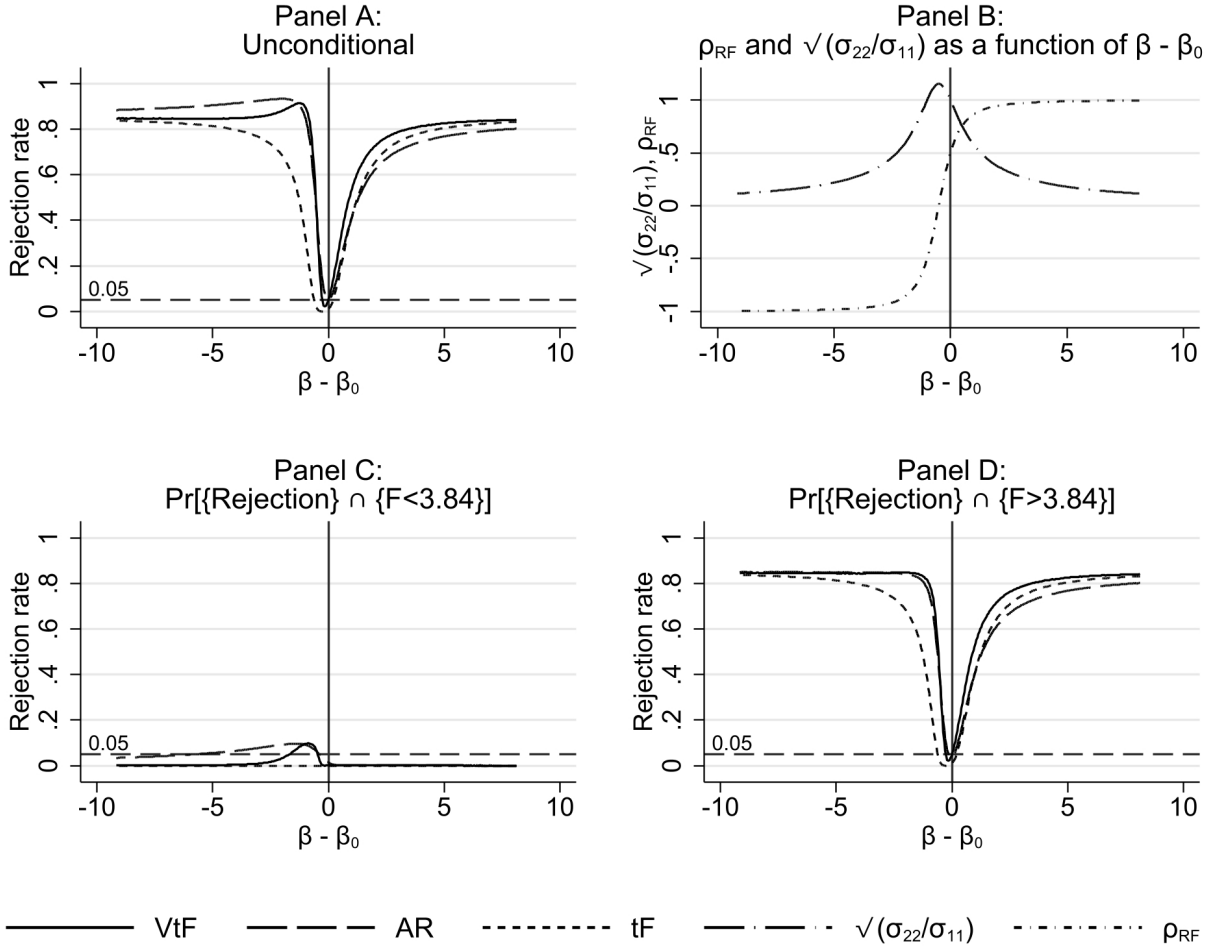 Panel A:
Unconditional
Rejection rate
0 .2 .4 .6 .8 1
0.05
-10 -5 0 5 10
β - β₀
Panel B:
ρRF and √(σ₂₂/σ₁₁) as a function of β - β₀
√(σ₂₂/σ₁₁), ρRF
-1 -.5 0 .5 1
-10 -5 0 5 10
β - β₀
Panel C:
Pr[{Rejection} ∩ {F<3.84}]
Rejection rate
0 .2 .4 .6 .8 1
0.05
-10 -5 0 5 10
β - β₀
Panel D:
Pr[{Rejection} ∩ {F>3.84}]
Rejection rate
0 .2 .4 .6 .8 1
0.05
-10 -5 0 5 10
β - β₀
VtF AR tF √(σ₂₂/σ₁₁) ρRF